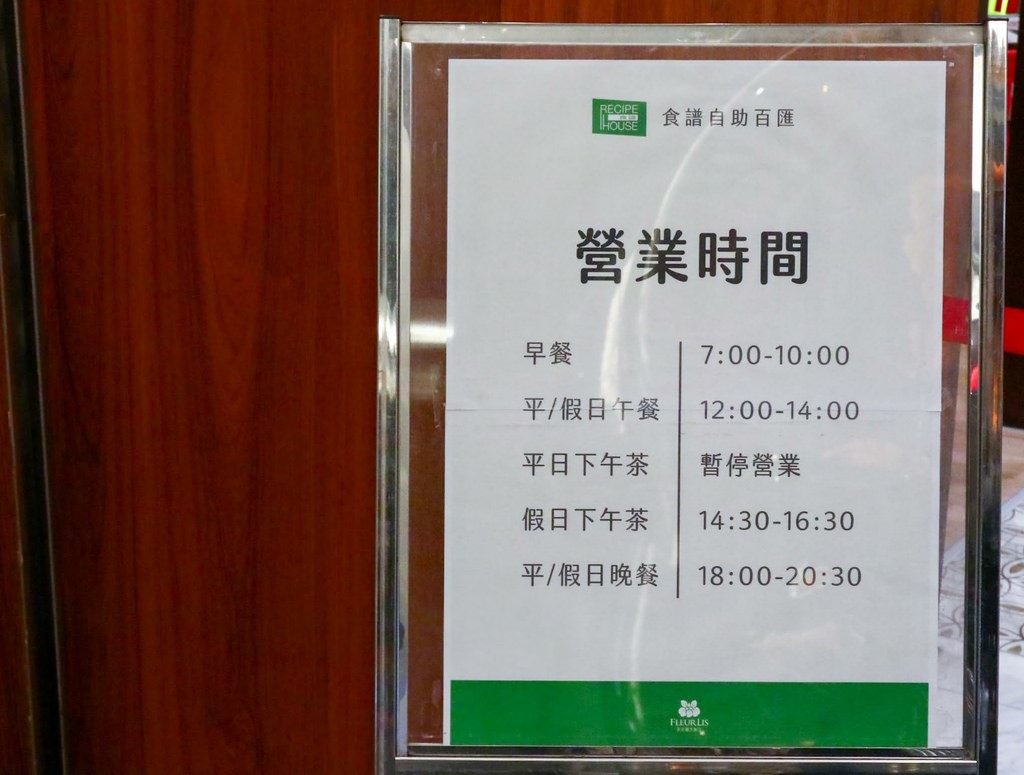 RECIPE
HOUSE
食譜自助百匯
營業時間
早餐 7:00-10:00
平/假日午餐 12:00-14:00
平日下午茶 暫停營業
假日下午茶 14:30-16:30
平/假日晚餐 18:00-20:30
FLEUR LIS